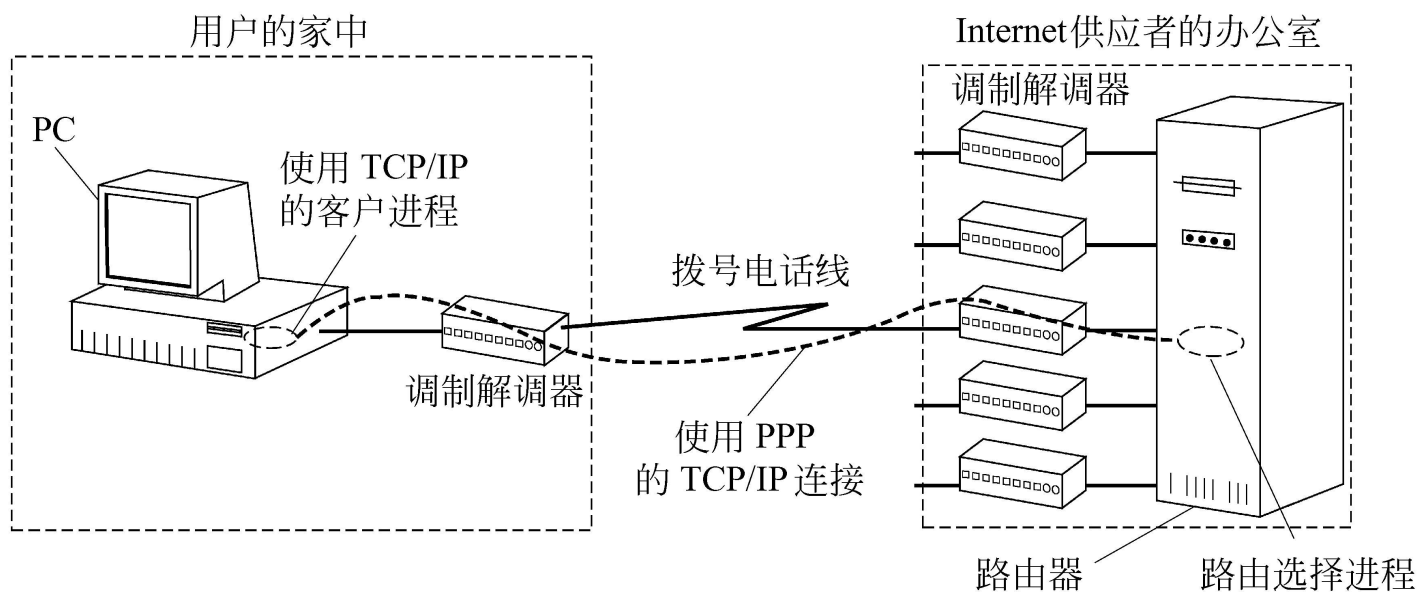 用户的家中
Internet供应者的办公室
调制解调器
PC
使用 TCP/IP
的客户进程
拨号电话线
调制解调器
使用 PPP
的 TCP/IP 连接
路由器
路由选择进程